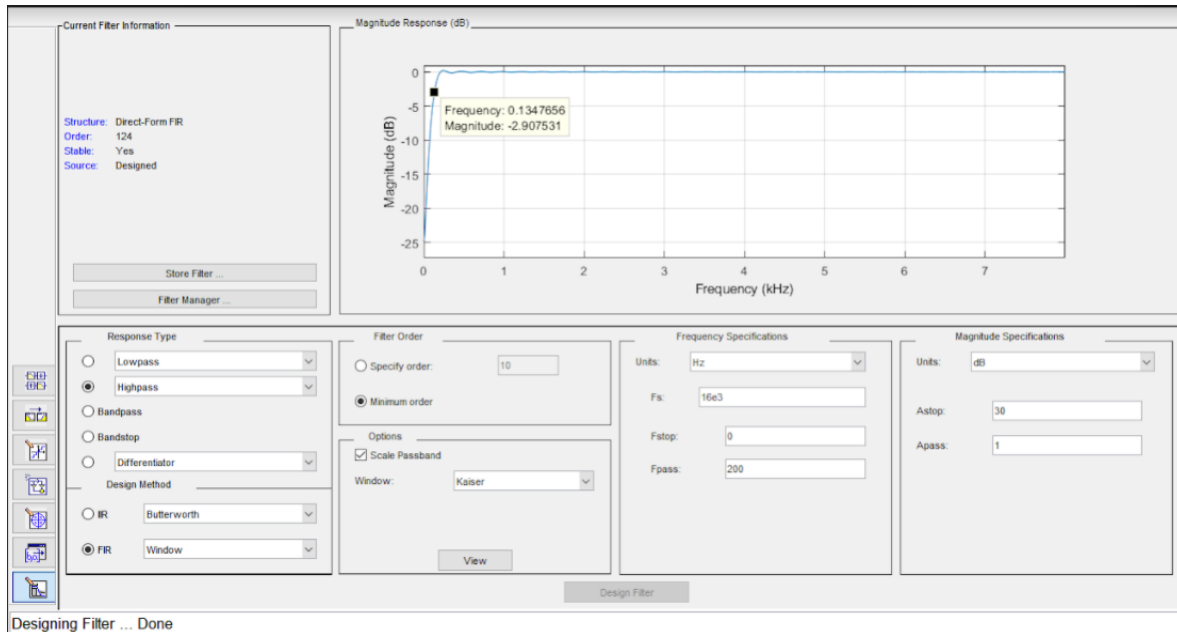 Current Filter Information
Structure: Direct-Form FIR
Order: 124
Stable: Yes
Source: Designed
Store Filter ...
Filter Manager ...
Magnitude Response (dB)
Magnitude (dB)
0
-5
-10
-15
-20
-25
Frequency: 0.1347656
Magnitude: -2.907531
0 1 2 3 4 5 6 7
Frequency (kHz)
Response Type
Lowpass
Highpass
Bandpass
Bandstop
Differentiator
Design Method
IIR Butterworth
FIR Window
Filter Order
Specify order: 10
Minimum order
Options
Scale Passband
Window: Kaiser
View
Frequency Specifications
Units: Hz
Fs: 16e3
Fstop: 0
Fpass: 200
Magnitude Specifications
Units: dB
Astop: 30
Apass: 1
Design Filter
Designing Filter ... Done